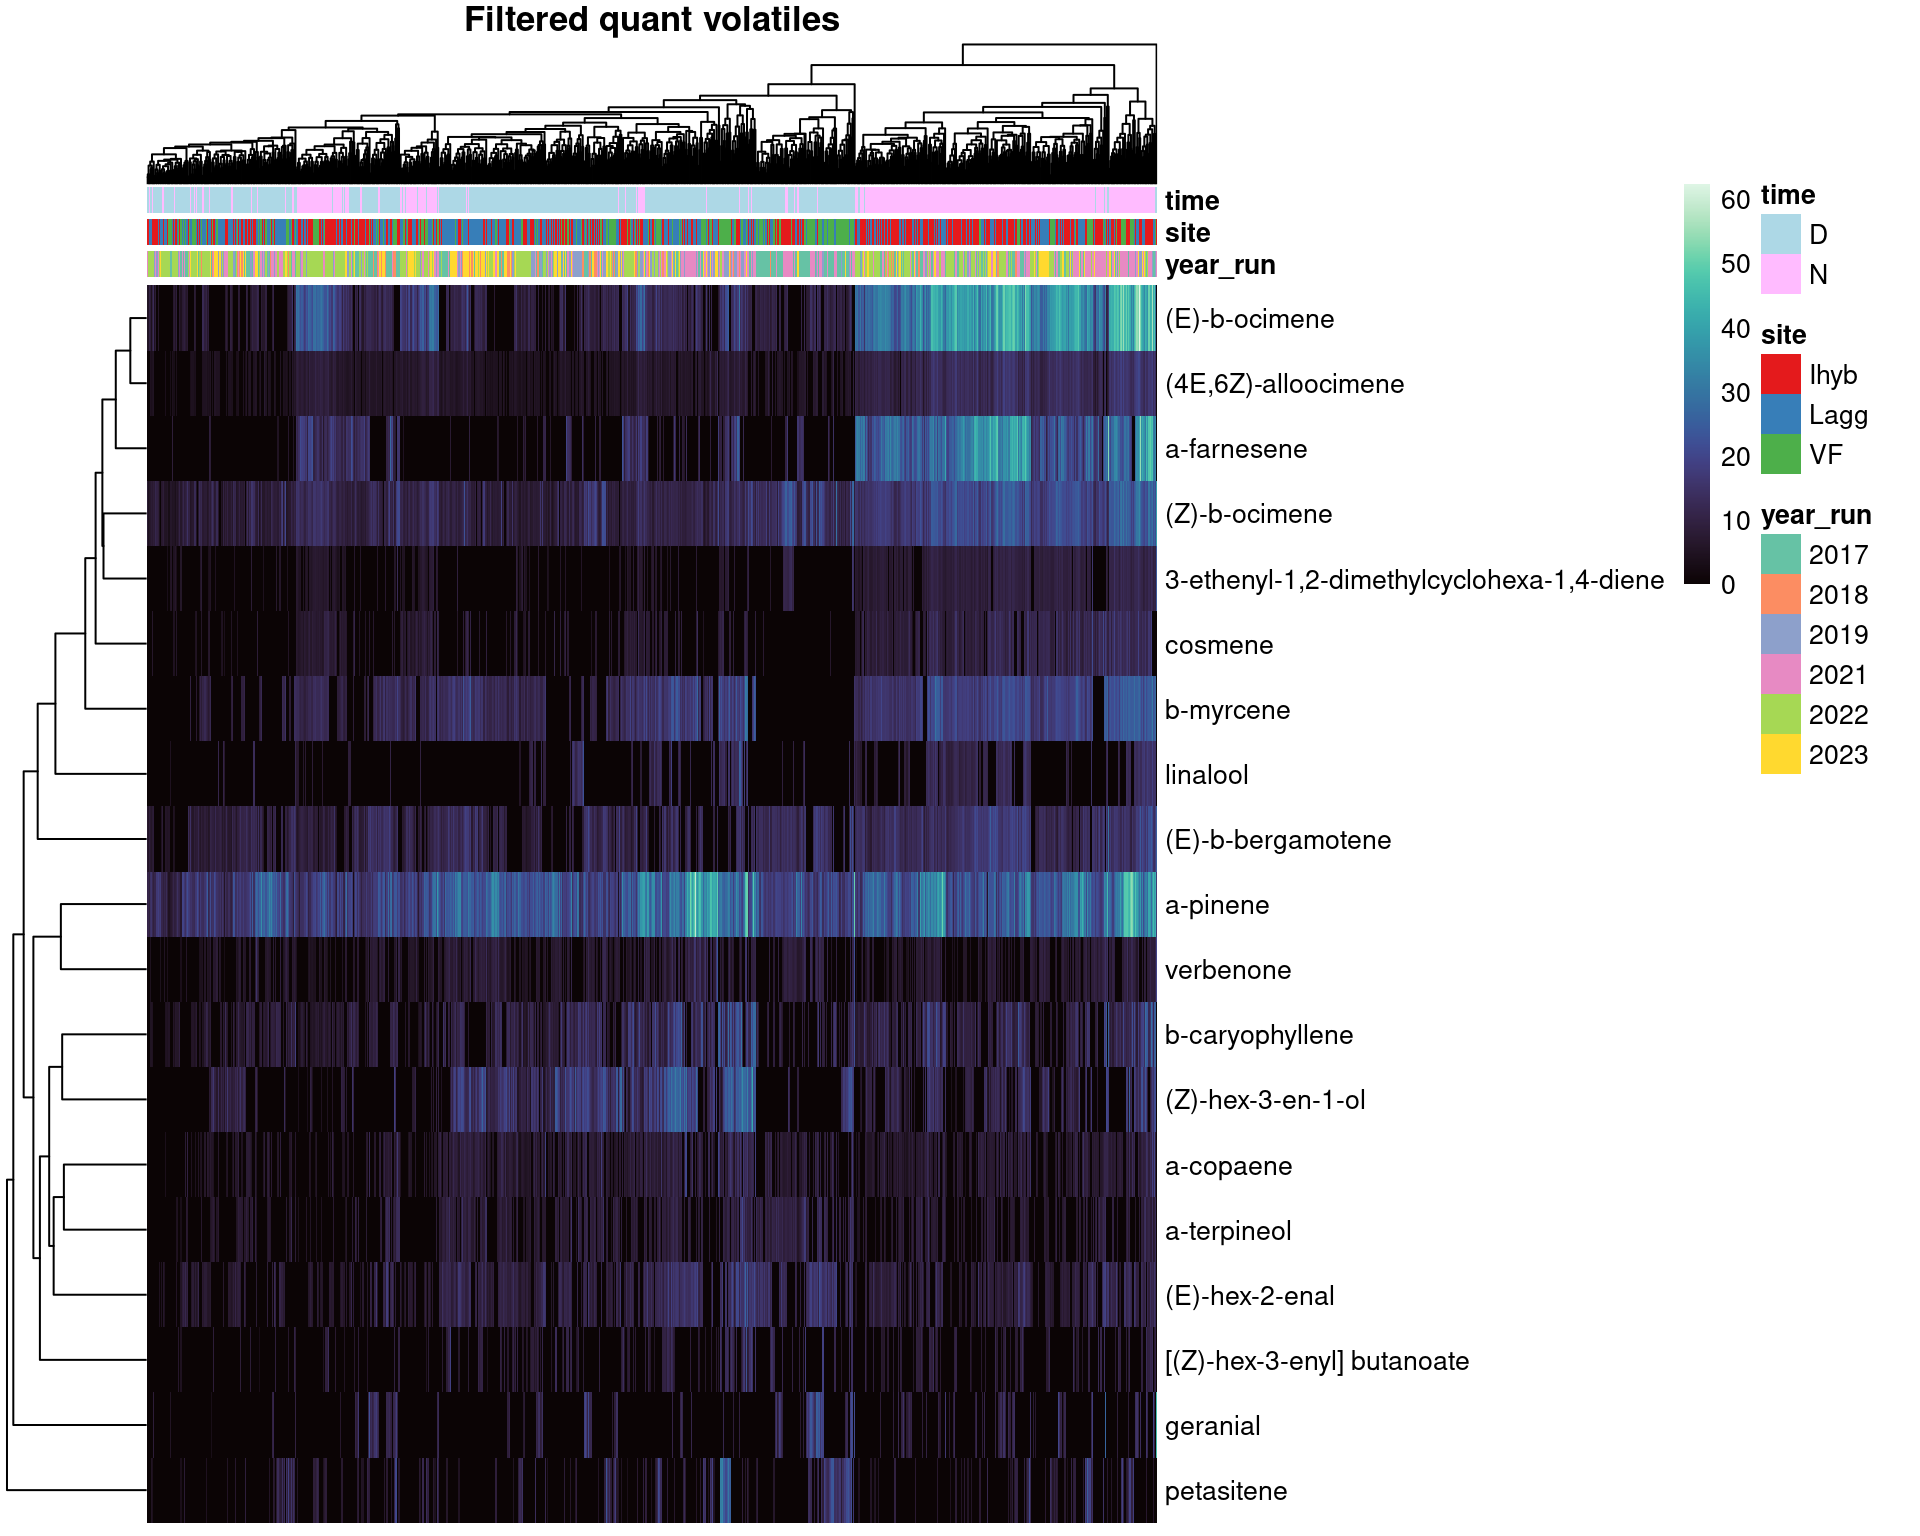 Filtered quant volatiles
time
site
year_run
(E)-b-ocimene
(4E,6Z)-alloocimene
a-farnesene
(Z)-b-ocimene
3-ethenyl-1,2-dimethylcyclohexa-1,4-diene
cosmene
b-myrcene
linalool
(E)-b-bergamotene
a-pinene
verbenone
b-caryophyllene
(Z)-hex-3-en-1-ol
a-copaene
a-terpineol
(E)-hex-2-enal
[(Z)-hex-3-enyl] butanoate
geranial
petasitene
60
50
40
30
20
10
0
time
D
N
site
Ihyb
Lagg
VF
year_run
2017
2018
2019
2021
2022
2023